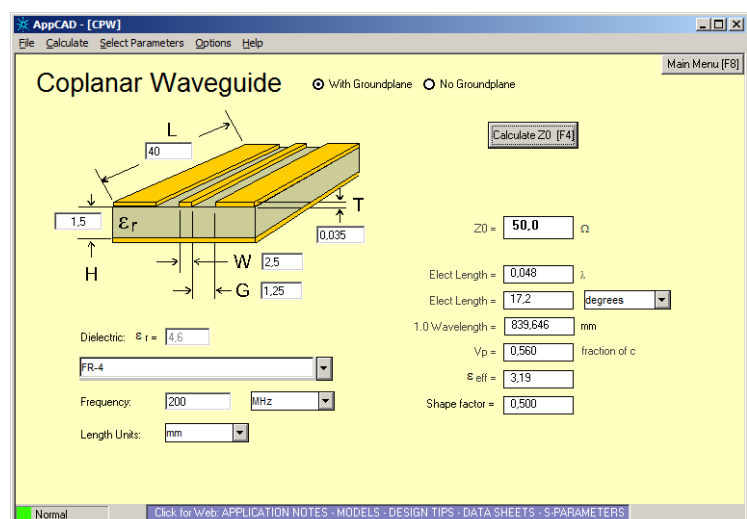 AppCAD - [CPW]
File Calculate Select Parameters Options Help
Main Menu [F8]
Coplanar Waveguide
With Groundplane
No Groundplane
Calculate Z0 [F4]
L
40
T
1,5
εr
0,035
H
W 2,5
G 1,25
Z0 = 50,0 Ω
Elect Length = 0,048 λ
Elect Length = 17,2 degrees
1.0 Wavelength = 839,646 mm
Vp = 0,560 fraction of c
ε eff = 3,19
Shape factor = 0,500
Dielectric: ε r = 4,6
FR-4
Frequency: 200 MHz
Length Units: mm
Normal
Click for Web: APPLICATION NOTES - MODELS - DESIGN TIPS - DATA SHEETS - S-PARAMETERS